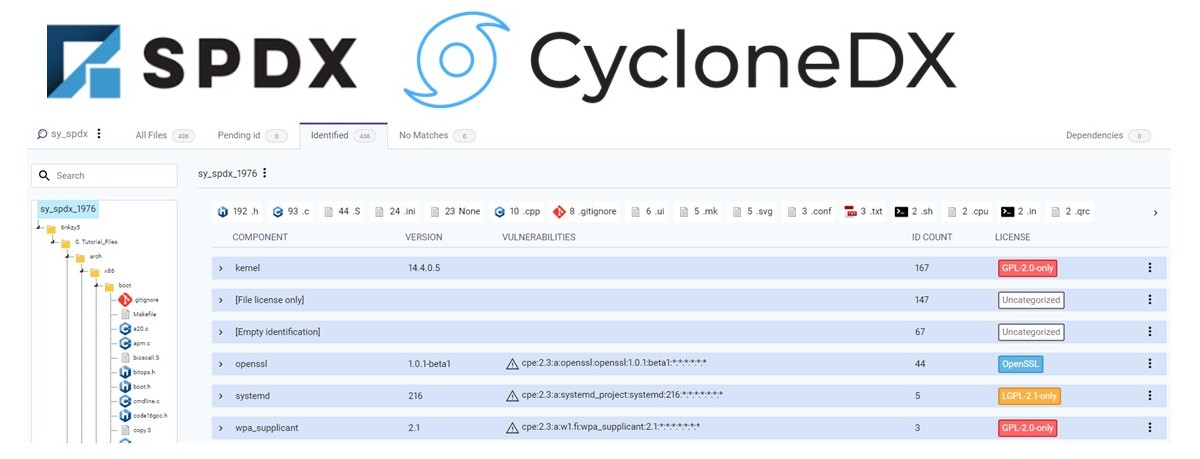 SPDX CycloneDX
sy_spdx All Files 436 Pending id 0 Identified 436 No Matches 0 Dependencies 0
Search
sy_spdx_1976
sy_spdx_1976
6nkzy5
0. Tutorial_Files
arch
x86
boot
gitignore
Makefile
a20.c
apm.c
bioscall.S
bitops.h
boot.h
cmdline.c
code16gcc.h
copy.S
192 .h 93 .c 44 .S 24 .ini 23 None 10 .cpp 8 .gitignore 6 .ui 5 .mk 5 .svg 3 .conf 3 .txt 2 .sh 2 .cpu 2 .in 2 .qrc
COMPONENT VERSION VULNERABILITIES ID COUNT LICENSE
kernel 14.4.0.5 167 GPL-2.0-only
[File license only] 147 Uncategorized
[Empty identification] 67 Uncategorized
openssl 1.0.1-beta1 cpe:2.3:a:openssl:openssl:1.0.1:beta1:*:*:*:*:*:* 44 OpenSSL
systemd 216 cpe:2.3:a:systemd_project:systemd:216:*:*:*:*:*:*:* 5 LGPL-2.1-only
wpa_supplicant 2.1 cpe:2.3:a:w1.fi:wpa_supplicant:2.1:*:*:*:*:*:*:* 3 GPL-2.0-only